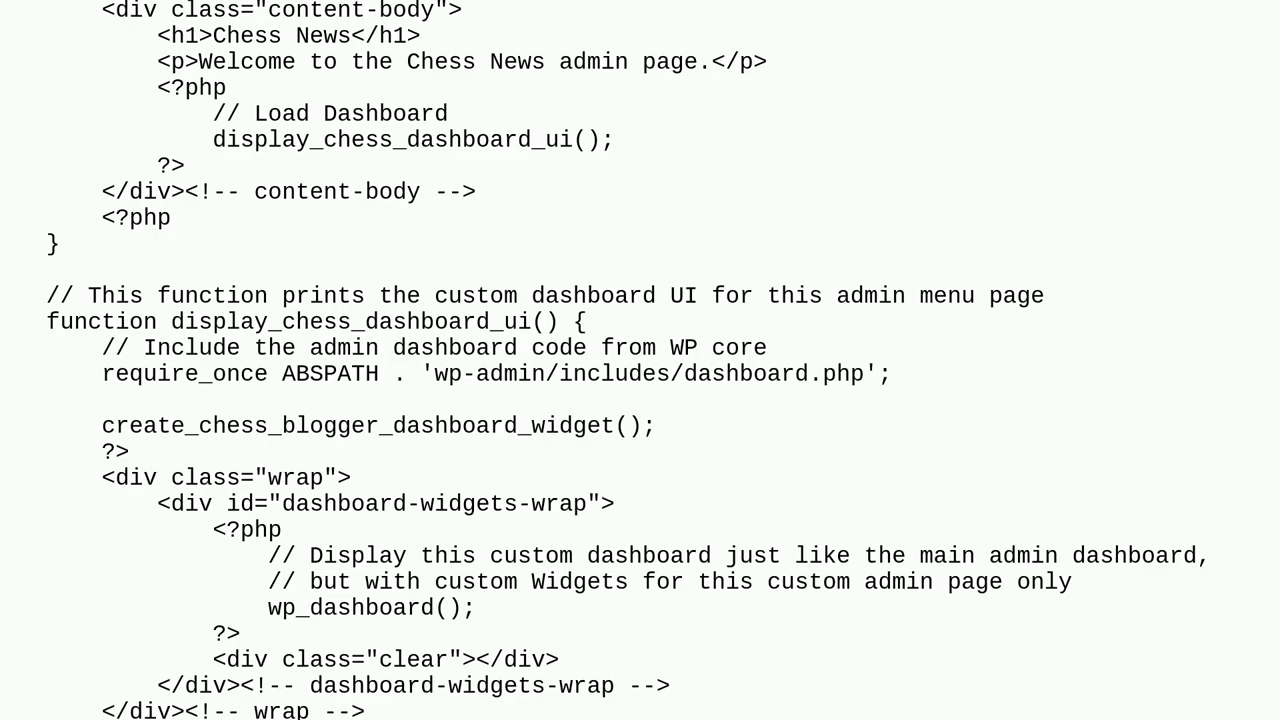 <div class="content-body">
<h1>Chess News</h1>
<p>Welcome to the Chess News admin page.</p>
<?php
// Load Dashboard
display_chess_dashboard_ui();
?>
</div><!-- content-body -->
<?php
}
// This function prints the custom dashboard UI for this admin menu page
function display_chess_dashboard_ui() {
// Include the admin dashboard code from WP core
require_once ABSPATH . 'wp-admin/includes/dashboard.php';
create_chess_blogger_dashboard_widget();
?>
<div class="wrap">
<div id="dashboard-widgets-wrap">
<?php
// Display this custom dashboard just like the main admin dashboard,
// but with custom Widgets for this custom admin page only
wp_dashboard();
?>
<div class="clear"></div>
</div><!-- dashboard-widgets-wrap -->
</div><!-- wrap -->